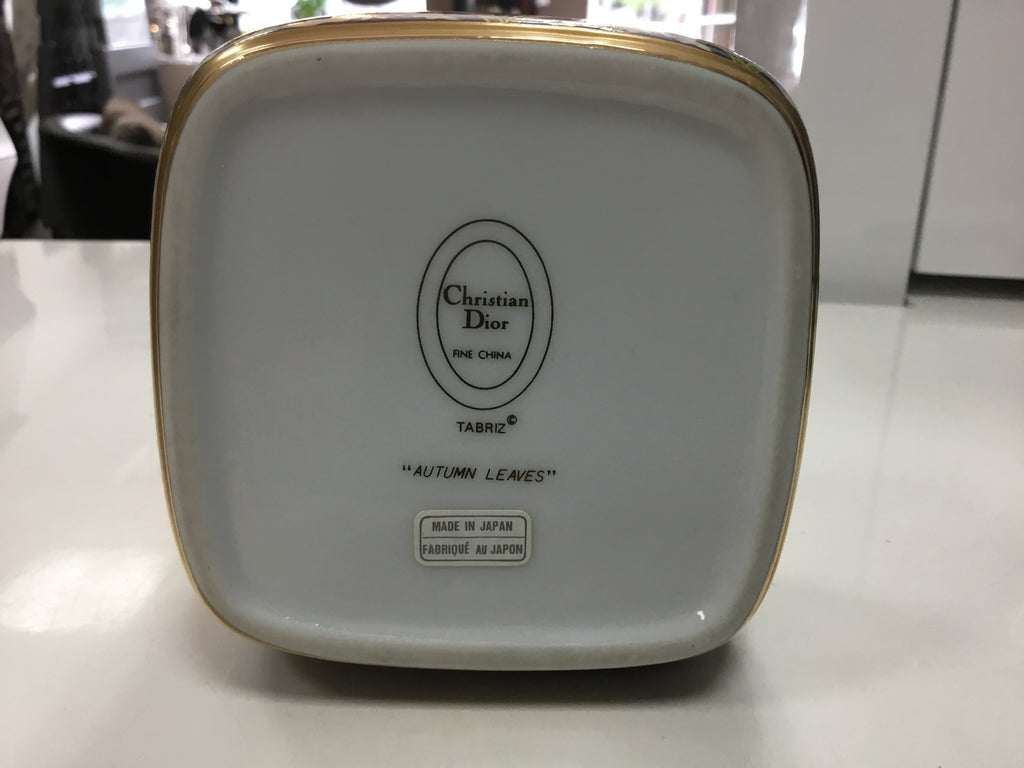 Christian
Dior
FINE CHINA
TABRIZ©
"AUTUMN LEAVES"
MADE IN JAPAN
FABRIQUÉ AU JAPON